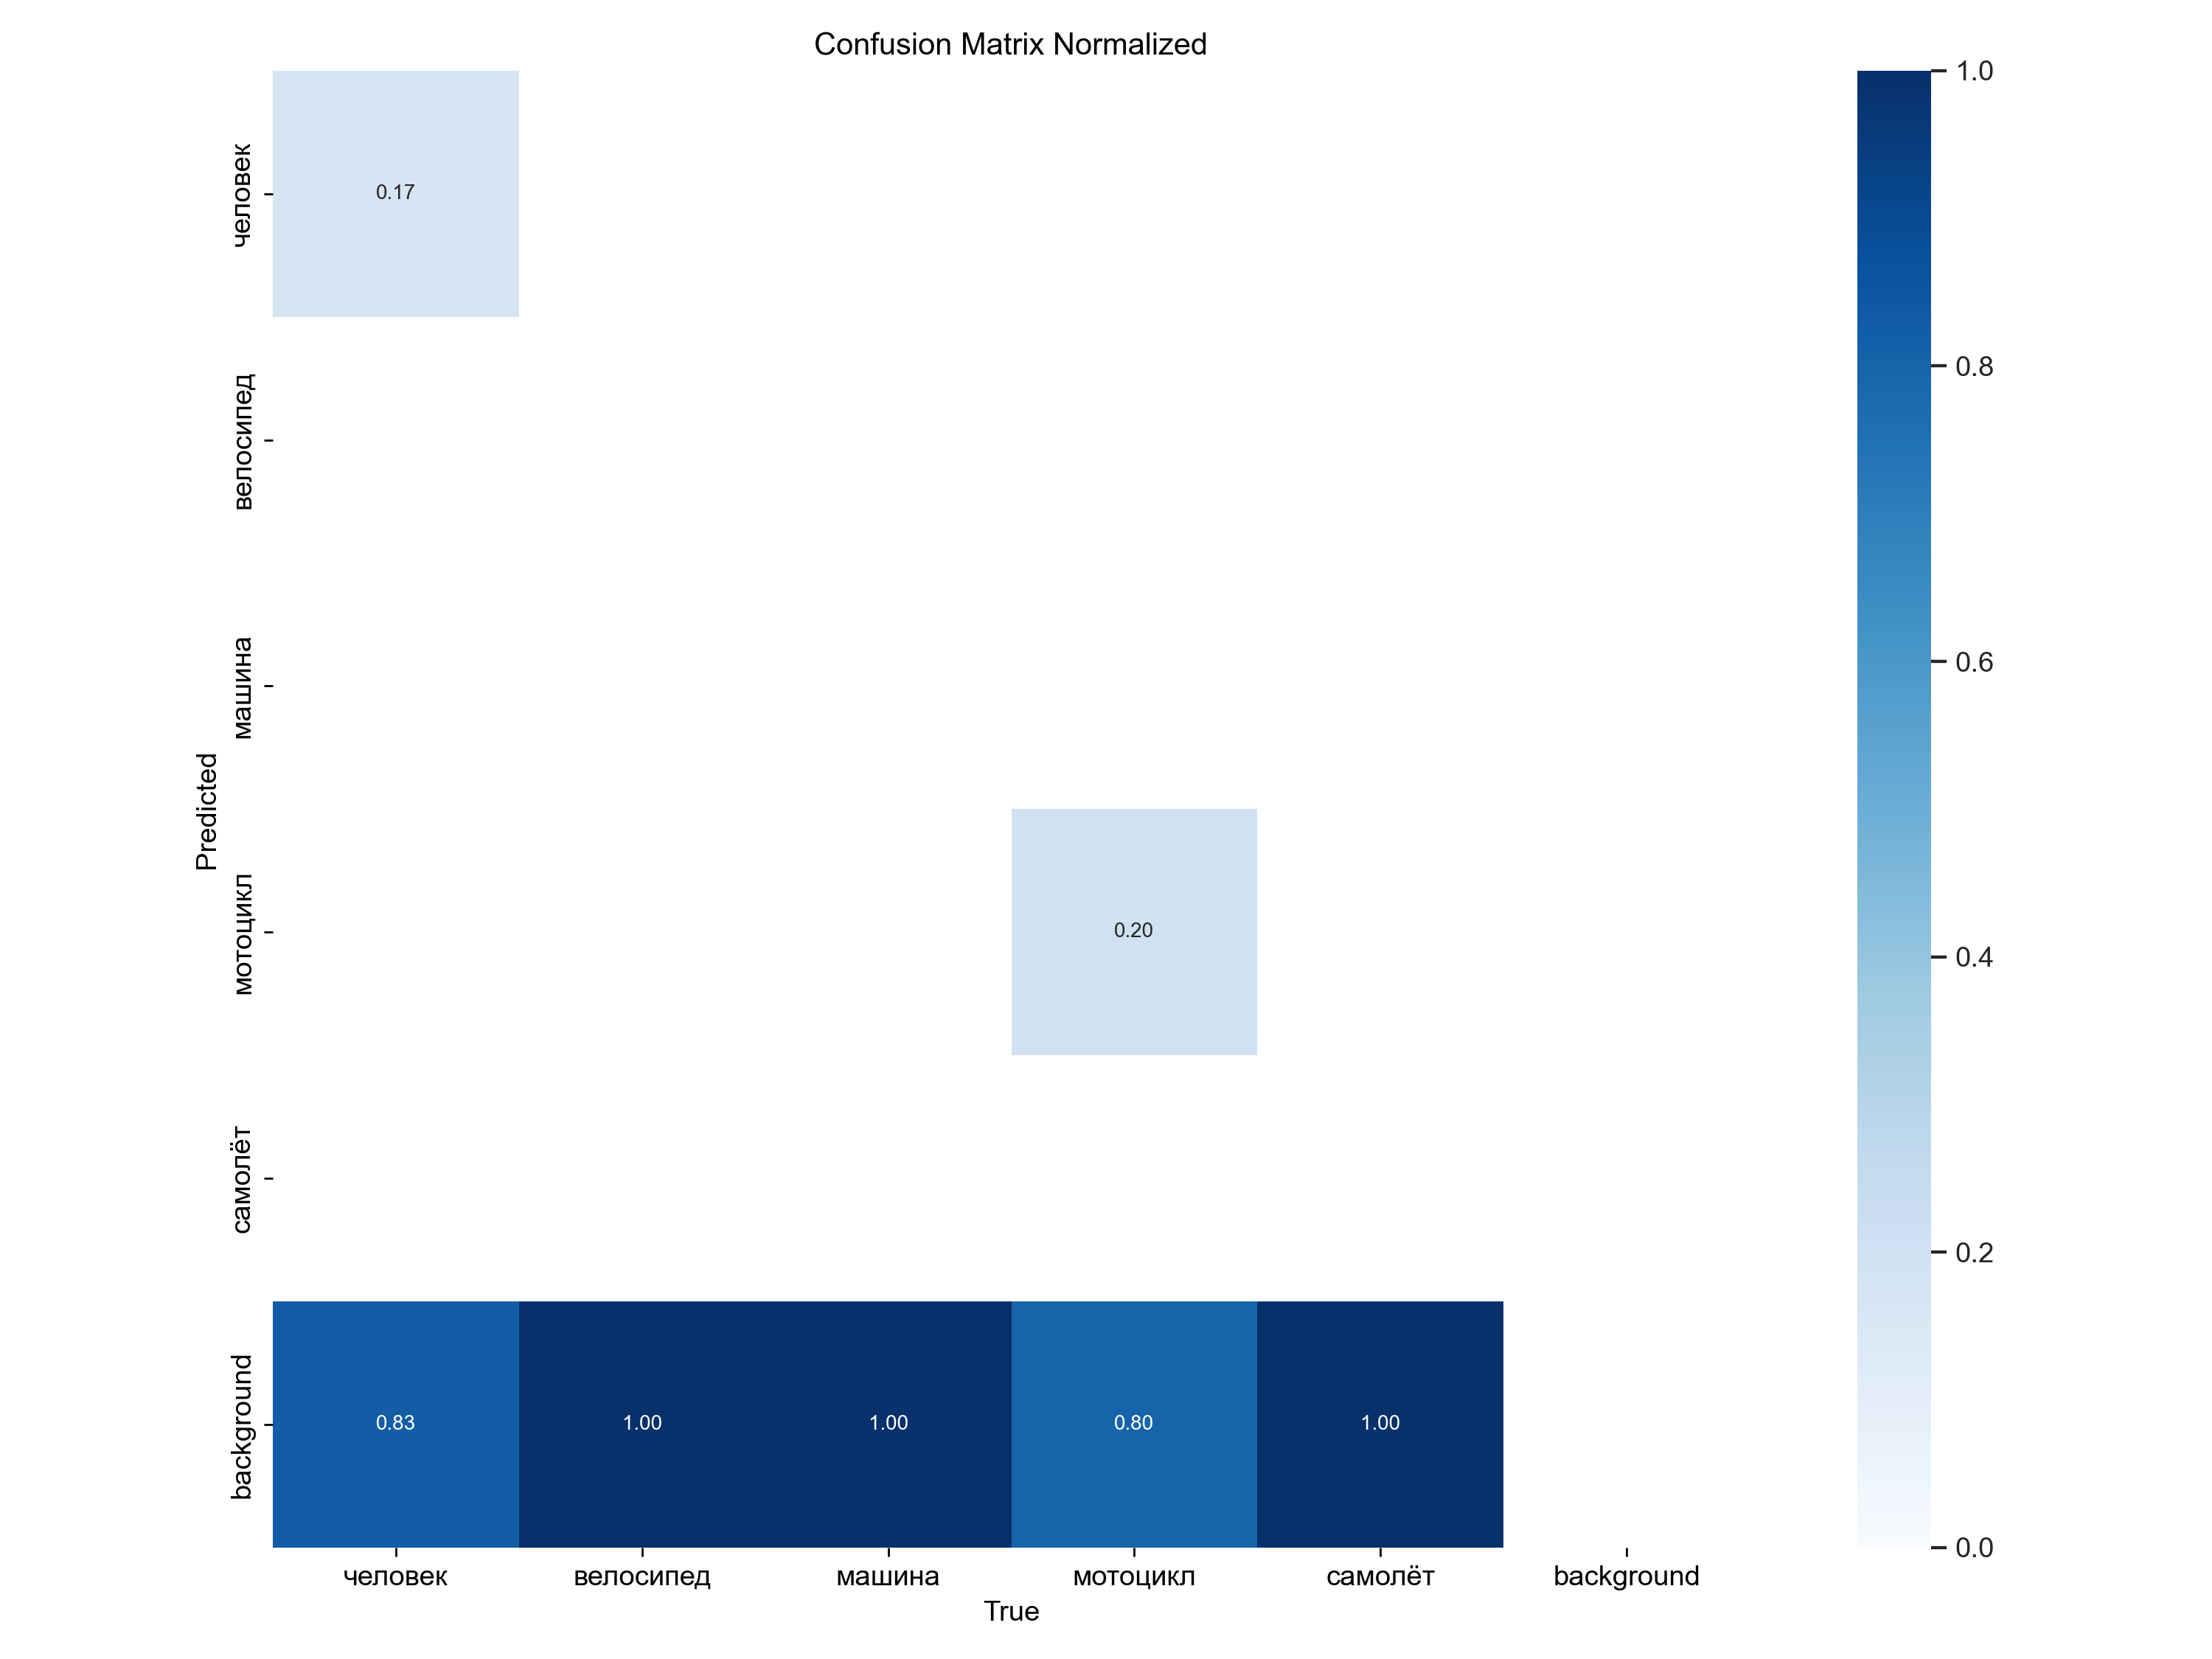 Confusion Matrix Normalized
человек
велосипед
машина
мотоцикл
самолёт
background
Predicted
0.17
0.20
0.83
1.00
1.00
0.80
1.00
человек
велосипед
машина
мотоцикл
самолёт
background
True
1.0
0.8
0.6
0.4
0.2
0.0